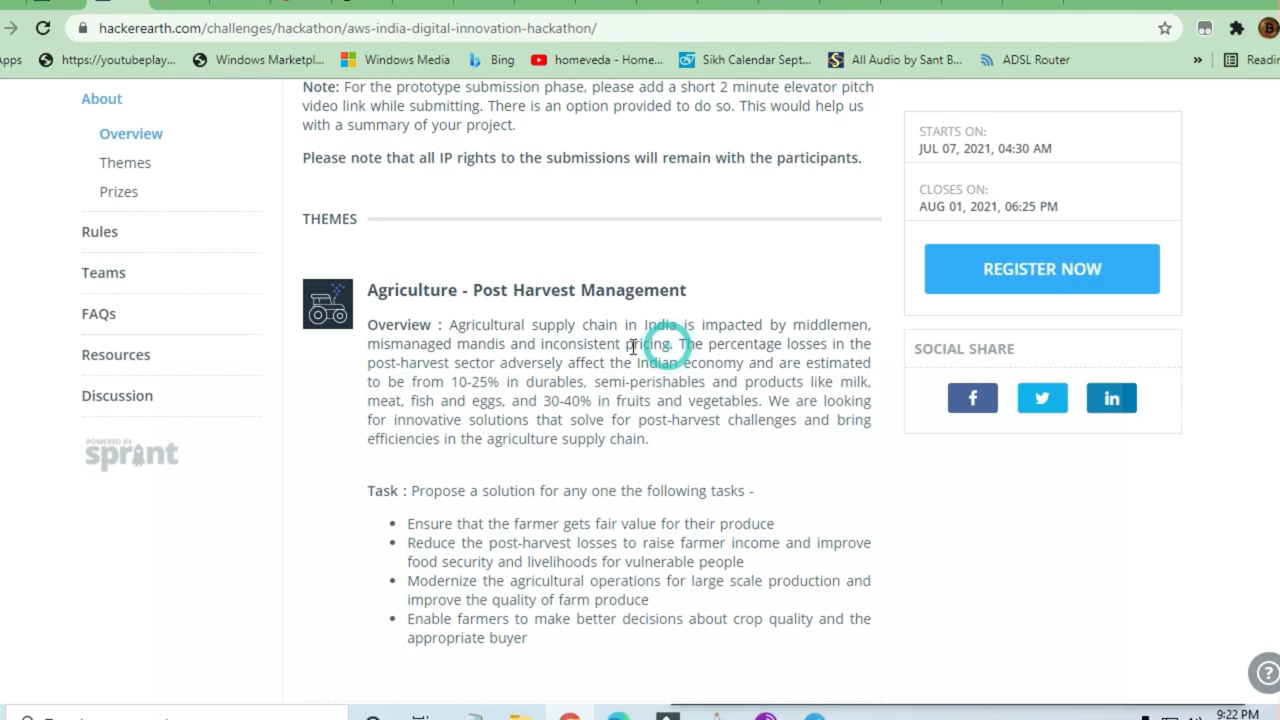 hackerearth.com/challenges/hackathon/aws-india-digital-innovation-hackathon/
https://youtubeplay... Windows Marketpl... Windows Media Bing homeveda - Home... Sikh Calendar Sept... All Audio by Sant B... ADSL Router »
About
Overview
Themes
Prizes
Rules
Teams
FAQs
Resources
Discussion
POWERED BY
sprint
Note: For the prototype submission phase, please add a short 2 minute elevator pitch
video link while submitting. There is an option provided to do so. This would help us
with a summary of your project.
Please note that all IP rights to the submissions will remain with the participants.
THEMES
Agriculture - Post Harvest Management
Overview : Agricultural supply chain in India is impacted by middlemen,
mismanaged mandis and inconsistent pricing. The percentage losses in the
post-harvest sector adversely affect the Indian economy and are estimated
to be from 10-25% in durables, semi-perishables and products like milk,
meat, fish and eggs, and 30-40% in fruits and vegetables. We are looking
for innovative solutions that solve for post-harvest challenges and bring
efficiencies in the agriculture supply chain.
Task : Propose a solution for any one the following tasks -
• Ensure that the farmer gets fair value for their produce
• Reduce the post-harvest losses to raise farmer income and improve
food security and livelihoods for vulnerable people
• Modernize the agricultural operations for large scale production and
improve the quality of farm produce
• Enable farmers to make better decisions about crop quality and the
appropriate buyer
STARTS ON:
JUL 07, 2021, 04:30 AM
CLOSES ON:
AUG 01, 2021, 06:25 PM
REGISTER NOW
SOCIAL SHARE
f
in
?
9:22 PM